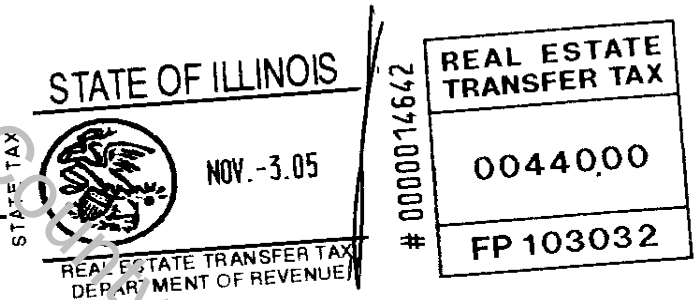 STATE OF ILLINOIS
STATE TAX
NOV.-3.05
REAL ESTATE TRANSFER TAX
DEPARTMENT OF REVENUE
# 0000014642
REAL ESTATE
TRANSFER TAX
0044000
FP 103032